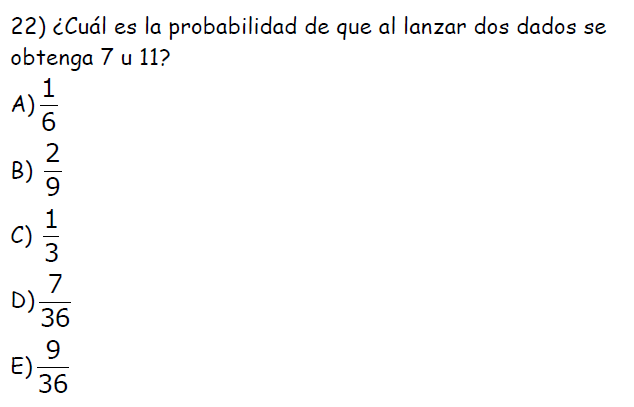 22) ¿Cuál es la probabilidad de que al lanzar dos dados se
obtenga 7 u 11?
A) 1/6
B) 2/9
C) 1/3
D) 7/36
E) 9/36